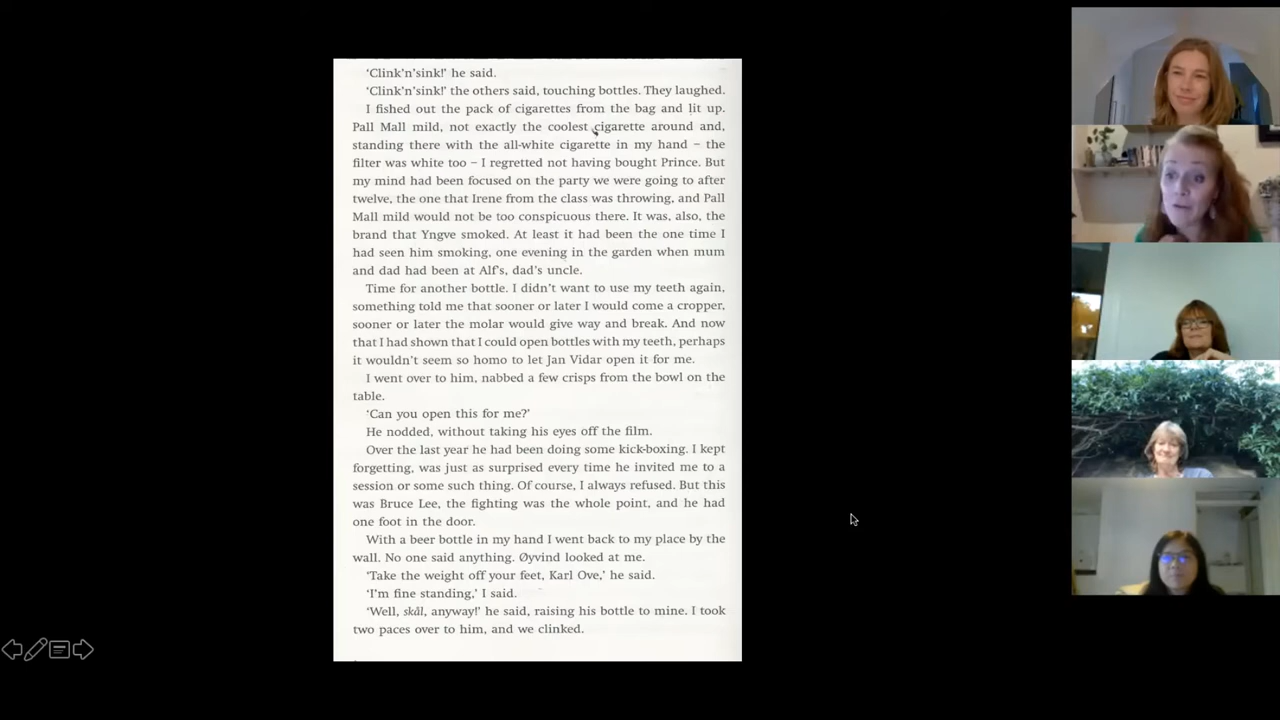 ‘Clink’n’sink!’ he said.
‘Clink’n’sink!’ the others said, touching bottles. They laughed.
I fished out the pack of cigarettes from the bag and lit up.
Pall Mall mild, not exactly the coolest cigarette around and,
standing there with the all-white cigarette in my hand – the
filter was white too – I regretted not having bought Prince. But
my mind had been focused on the party we were going to after
twelve, the one that Irene from the class was throwing, and Pall
Mall mild would not be too conspicuous there. It was, also, the
brand that Yngve smoked. At least it had been the one time I
had seen him smoking, one evening in the garden when mum
and dad had been at Alf’s, dad’s uncle.
Time for another bottle. I didn’t want to use my teeth again,
something told me that sooner or later I would come a cropper,
sooner or later the molar would give way and break. And now
that I had shown that I could open bottles with my teeth, perhaps
it wouldn’t seem so homo to let Jan Vidar open it for me.
I went over to him, nabbed a few crisps from the bowl on the
table.
‘Can you open this for me?’
He nodded, without taking his eyes off the film.
Over the last year he had been doing some kick-boxing. I kept
forgetting, was just as surprised every time he invited me to a
session or some such thing. Of course, I always refused. But this
was Bruce Lee, the fighting was the whole point, and he had
one foot in the door.
With a beer bottle in my hand I went back to my place by the
wall. No one said anything. Øyvind looked at me.
‘Take the weight off your feet, Karl Ove,’ he said.
‘I’m fine standing,’ I said.
‘Well, skål, anyway!’ he said, raising his bottle to mine. I took
two paces over to him, and we clinked.